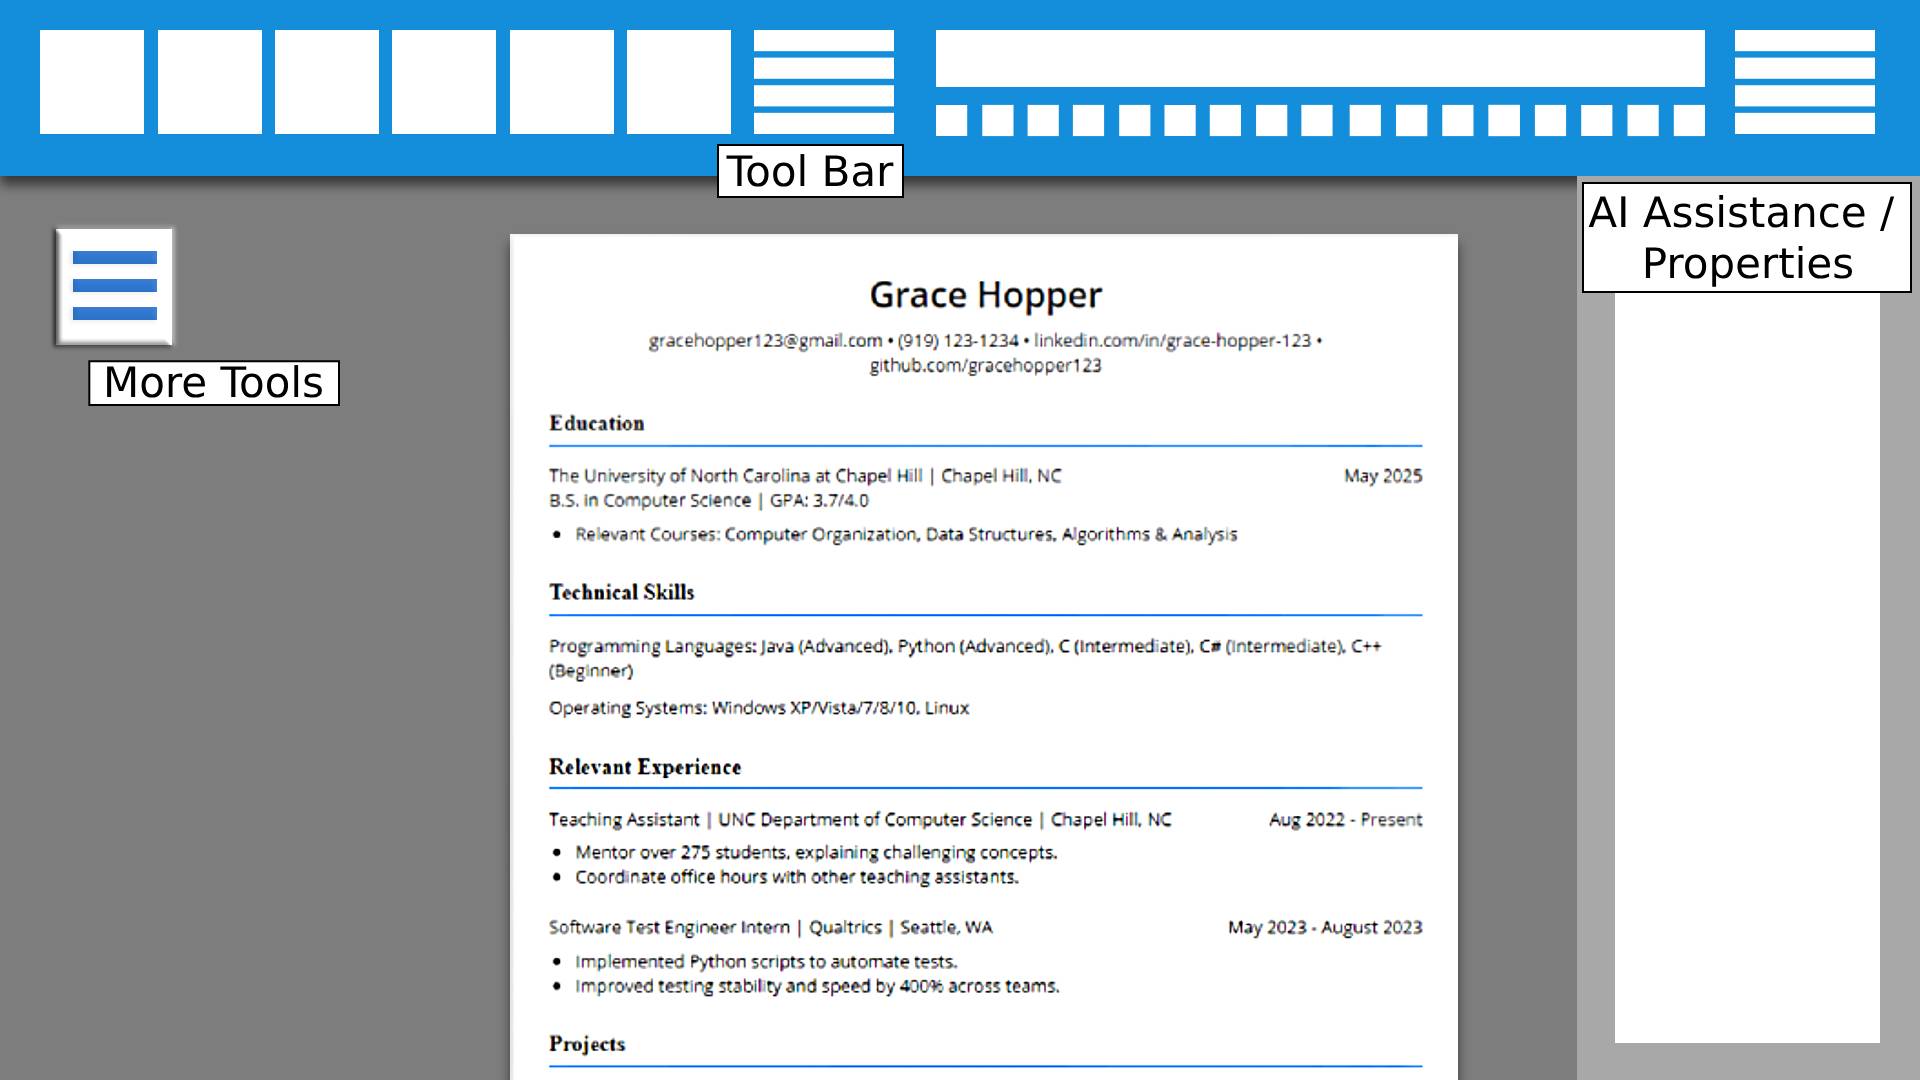 Tool Bar
AI Assistance /
Properties
More Tools
Grace Hopper
gracehopper123@gmail.com • (919) 123-1234 • linkedin.com/in/grace-hopper-123 •
github.com/gracehopper123
Education
The University of North Carolina at Chapel Hill | Chapel Hill, NC May 2025
B.S. in Computer Science | GPA: 3.7/4.0
• Relevant Courses: Computer Organization, Data Structures, Algorithms & Analysis
Technical Skills
Programming Languages: Java (Advanced), Python (Advanced), C (Intermediate), C# (Intermediate), C++
(Beginner)
Operating Systems: Windows XP/Vista/7/8/10, Linux
Relevant Experience
Teaching Assistant | UNC Department of Computer Science | Chapel Hill, NC Aug 2022 - Present
• Mentor over 275 students, explaining challenging concepts.
• Coordinate office hours with other teaching assistants.
Software Test Engineer Intern | Qualtrics | Seattle, WA May 2023 - August 2023
• Implemented Python scripts to automate tests.
• Improved testing stability and speed by 400% across teams.
Projects